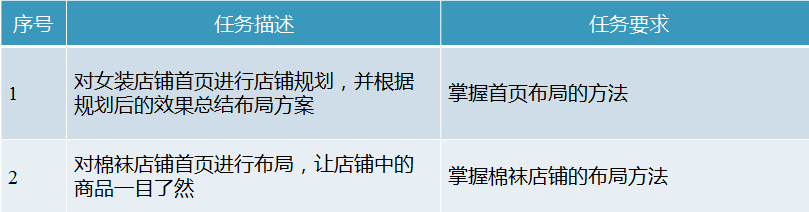 序号 任务描述 任务要求
1 对女装店铺首页进行店铺规划，并根据
规划后的效果总结布局方案 掌握首页布局的方法
2 对棉袜店铺首页进行布局，让店铺中的
商品一目了然 掌握棉袜店铺的布局方法